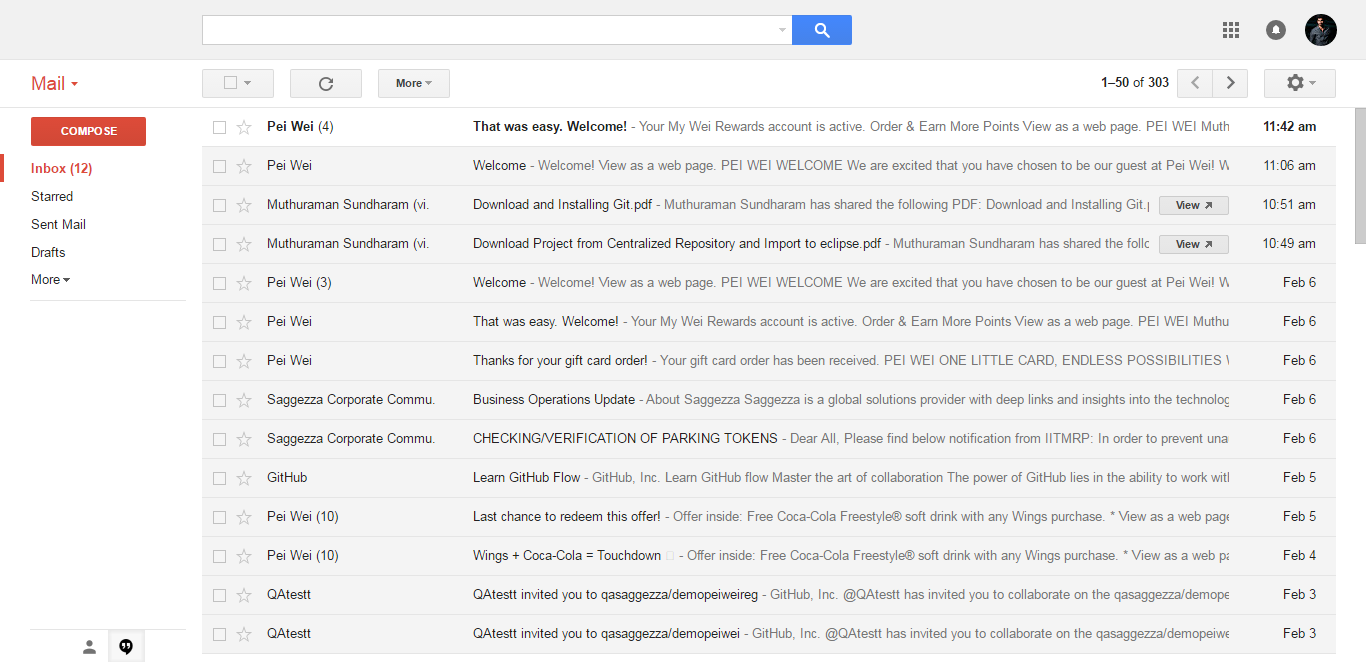 Mail More 1–50 of 303
COMPOSE
Inbox (12)
Starred
Sent Mail
Drafts
More
Pei Wei (4) That was easy. Welcome! - Your My Wei Rewards account is active. Order & Earn More Points View as a web page. PEI WEI Muth 11:42 am
Pei Wei Welcome - Welcome! View as a web page. PEI WEI WELCOME We are excited that you have chosen to be our guest at Pei Wei! W 11:06 am
Muthuraman Sundharam (vi. Download and Installing Git.pdf - Muthuraman Sundharam has shared the following PDF: Download and Installing Git.p View 10:51 am
Muthuraman Sundharam (vi. Download Project from Centralized Repository and Import to eclipse.pdf - Muthuraman Sundharam has shared the follo View 10:49 am
Pei Wei (3) Welcome - Welcome! View as a web page. PEI WEI WELCOME We are excited that you have chosen to be our guest at Pei Wei! W Feb 6
Pei Wei That was easy. Welcome! - Your My Wei Rewards account is active. Order & Earn More Points View as a web page. PEI WEI Muthu Feb 6
Pei Wei Thanks for your gift card order! - Your gift card order has been received. PEI WEI ONE LITTLE CARD, ENDLESS POSSIBILITIES Feb 6
Saggezza Corporate Commu. Business Operations Update - About Saggezza Saggezza is a global solutions provider with deep links and insights into the technolog Feb 6
Saggezza Corporate Commu. CHECKING/VERIFICATION OF PARKING TOKENS - Dear All, Please find below notification from IITMRP: In order to prevent una Feb 6
GitHub Learn GitHub Flow - GitHub, Inc. Learn GitHub flow Master the art of collaboration The power of GitHub lies in the ability to work wit Feb 5
Pei Wei (10) Last chance to redeem this offer! - Offer inside: Free Coca-Cola Freestyle® soft drink with any Wings purchase. * View as a web page Feb 5
Pei Wei (10) Wings + Coca-Cola = Touchdown - Offer inside: Free Coca-Cola Freestyle® soft drink with any Wings purchase. * View as a web pa Feb 4
QAtestt QAtestt invited you to qasaggezza/demopeiweireg - GitHub, Inc. @QAtestt has invited you to collaborate on the qasaggezza/demope Feb 3
QAtestt QAtestt invited you to qasaggezza/demopeiwei - GitHub, Inc. @QAtestt has invited you to collaborate on the qasaggezza/demopeiwe Feb 3